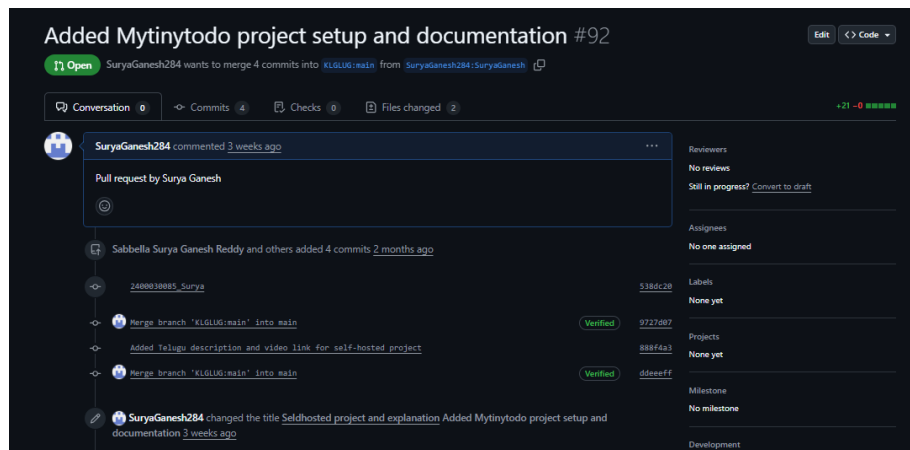 Added Mytinytodo project setup and documentation #92
Edit
<> Code
Open
SuryaGanesh284 wants to merge 4 commits into KLGLUG:main from SuryaGanesh284:SuryaGanesh
Conversation 0
Commits 4
Checks 0
Files changed 2
+21 −0
SuryaGanesh284 commented 3 weeks ago
Pull request by Surya Ganesh
Sabbella Surya Ganesh Reddy and others added 4 commits 2 months ago
2400030085_Surya 538dc20
Merge branch 'KLGLUG:main' into main Verified 9727d07
Added Telugu description and video link for self-hosted project 888f4a3
Merge branch 'KLGLUG:main' into main Verified ddeeeff
SuryaGanesh284 changed the title Seldhosted project and explanation Added Mytinytodo project setup and
documentation 3 weeks ago
Reviewers
No reviews
Still in progress? Convert to draft
Assignees
No one assigned
Labels
None yet
Projects
None yet
Milestone
No milestone
Development